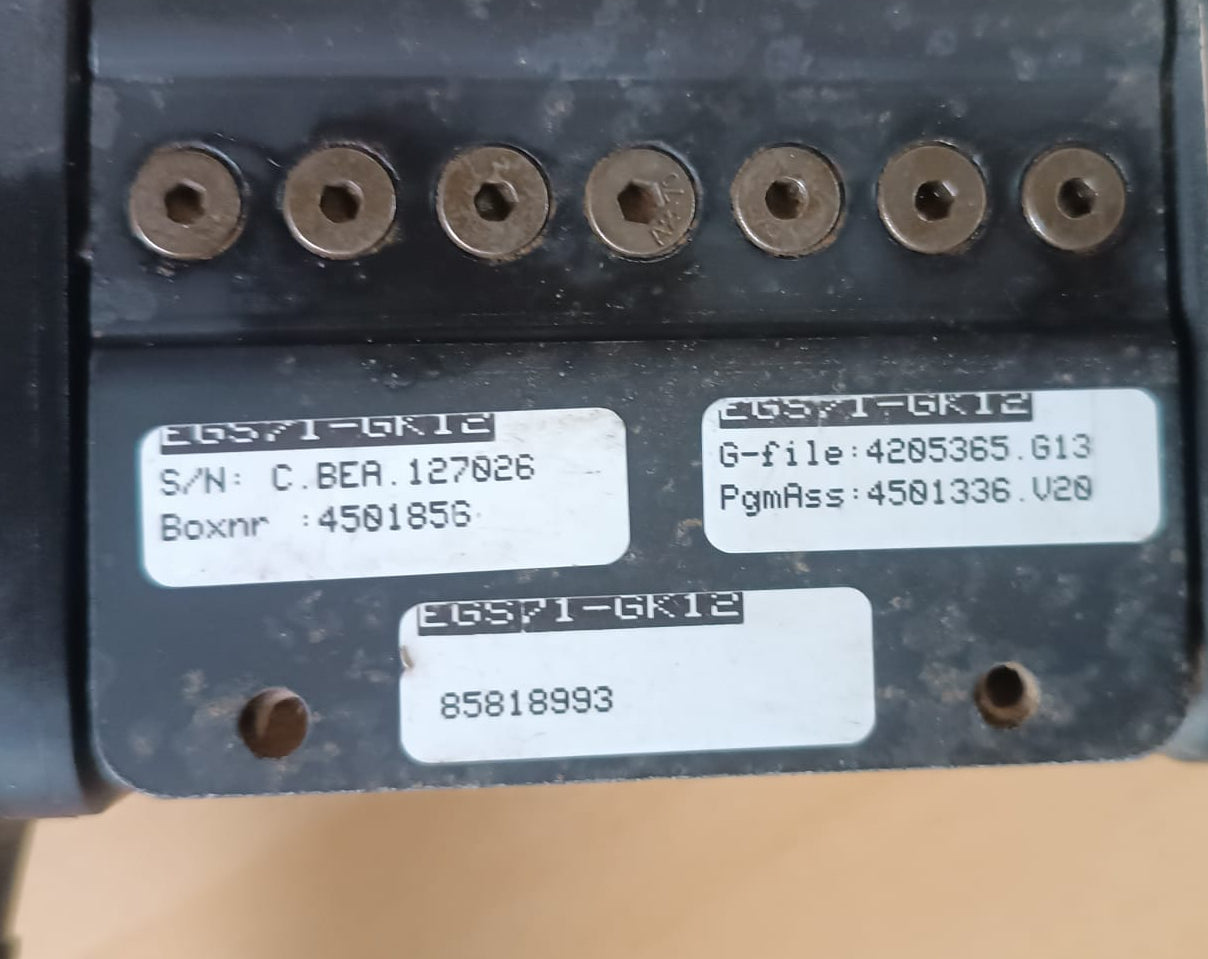 EGS71-GK12
S/N: C.BEA.127026
Boxnr :4501856
EGS71-GK12
G-file:4205365.G13
PgmAss:4501336.V20
EGS71-GK12
85818993